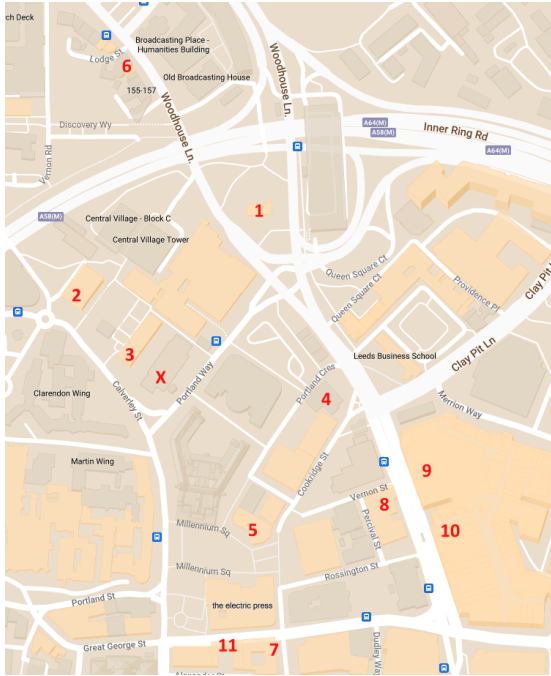 rch Deck
Broadcasting Place -
Humanities Building
Lodge St
6
Old Broadcasting House
155-157
Woodhouse Ln.
Woodhouse Ln.
Discovery Wy
Vernon Rd
A64(M)
A58(M)
Inner Ring Rd
A64(M)
1
A58(M)
Central Village - Block C
Central Village Tower
Queen Square Ct
Queen Square Ct
Providence Pl
Clay Pit L
2
3
X
Leeds Business School
Clay Pit Ln
Portland Way
Portland Cres
Clarendon Wing
Calverley St
4
Merrion Way
Martin Wing
Cookridge St
9
Vernon St
8
Millennium Sq
5
Percival St
10
Millennium Sq
Rossington St
Portland St
the electric press
Great George St
11
7
Dudley Way
Alexander St